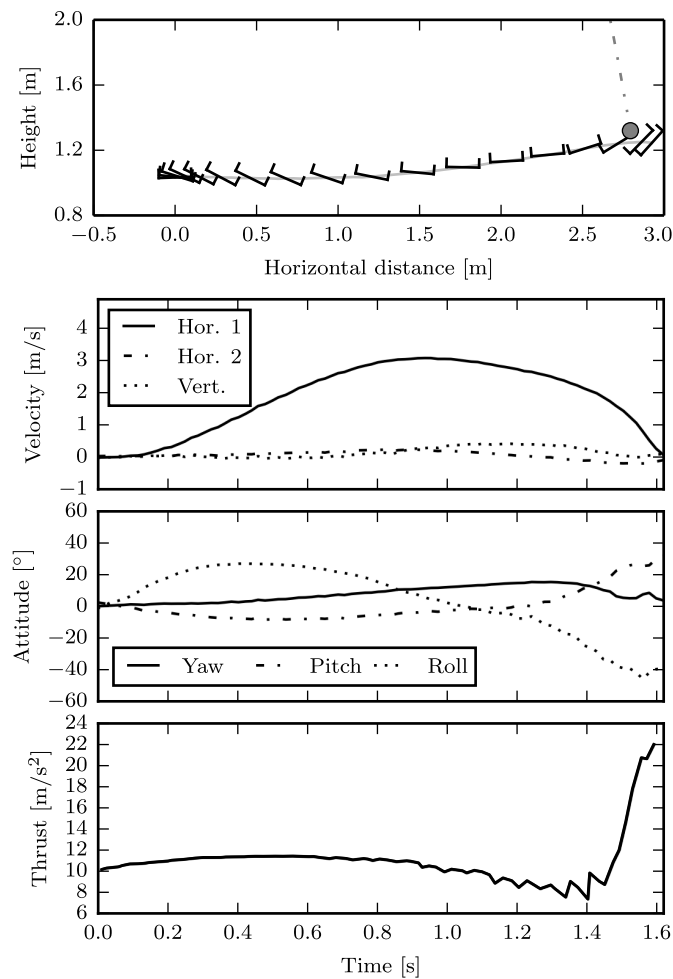 2.0
1.6
1.2
0.8
Height [m]
−0.5 0.0 0.5 1.0 1.5 2.0 2.5 3.0
Horizontal distance [m]
4
3
2
1
0
−1
Velocity [m/s]
Hor. 1
Hor. 2
Vert.
60
40
20
0
−20
−40
−60
Attitude [°]
Yaw Pitch Roll
24
22
20
18
16
14
12
10
8
6
Thrust [m/s²]
0.0 0.2 0.4 0.6 0.8 1.0 1.2 1.4 1.6
Time [s]